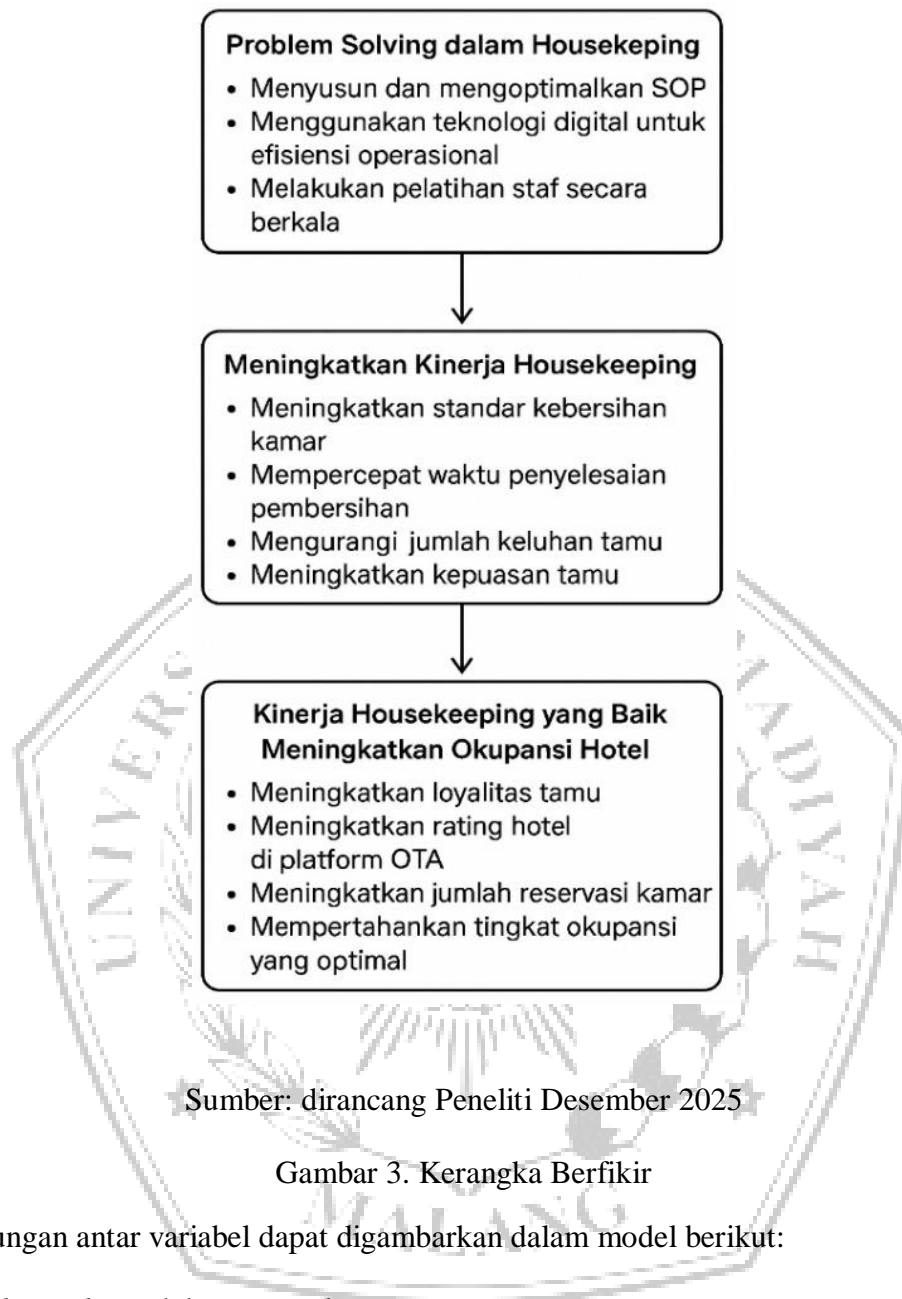 Problem Solving dalam Housekeping
• Menyusun dan mengoptimalkan SOP
• Menggunakan teknologi digital untuk
efisiensi operasional
• Melakukan pelatihan staf secara
berkala
Meningkatkan Kinerja Housekeeping
• Meningkatkan standar kebersihan
kamar
• Mempercepat waktu penyelesaian
pembersihan
• Mengurangi jumlah keluhan tamu
• Meningkatkan kepuasan tamu
Kinerja Housekeeping yang Baik
Meningkatkan Okupansi Hotel
• Meningkatkan loyalitas tamu
• Meningkatkan rating hotel
di platform OTA
• Meningkatkan jumlah reservasi kamar
• Mempertahankan tingkat okupansi
yang optimal
Sumber: dirancang Peneliti Desember 2025
Gambar 3. Kerangka Berfikir
antar variabel dapat digambarkan dalam model berikut:
MALANG